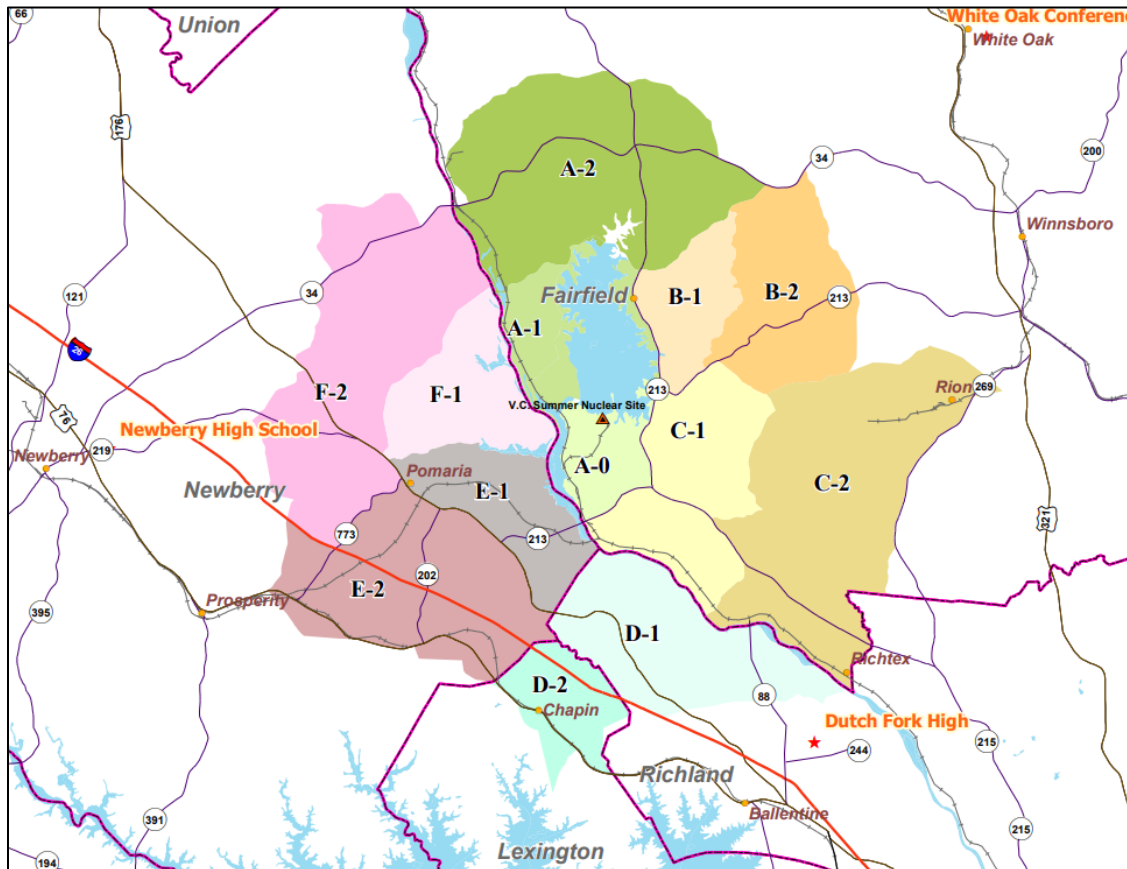 66
Union
White Oak Conferenc
White Oak
176
200
34
A-2
Winnsboro
121
34
Fairfield
B-1
B-2
213
26
A-1
F-2
F-1
213
Rion
269
V.C. Summer Nuclear Site
76
Newberry High School
219
Newberry
C-1
A-0
Pomaria
E-1
C-2
Newberry
321
773
213
202
E-2
395
Prosperity
D-1
Richtex
D-2
88
Chapin
Dutch Fork High
244
215
Richland
Ballentine
391
215
Lexington
194